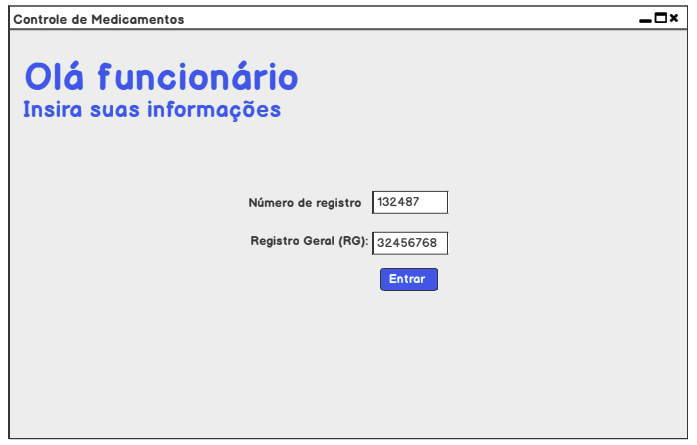 Controle de Medicamentos
Olá funcionário
Insira suas informações
Número de registro 132487
Registro Geral (RG): 32456768
Entrar